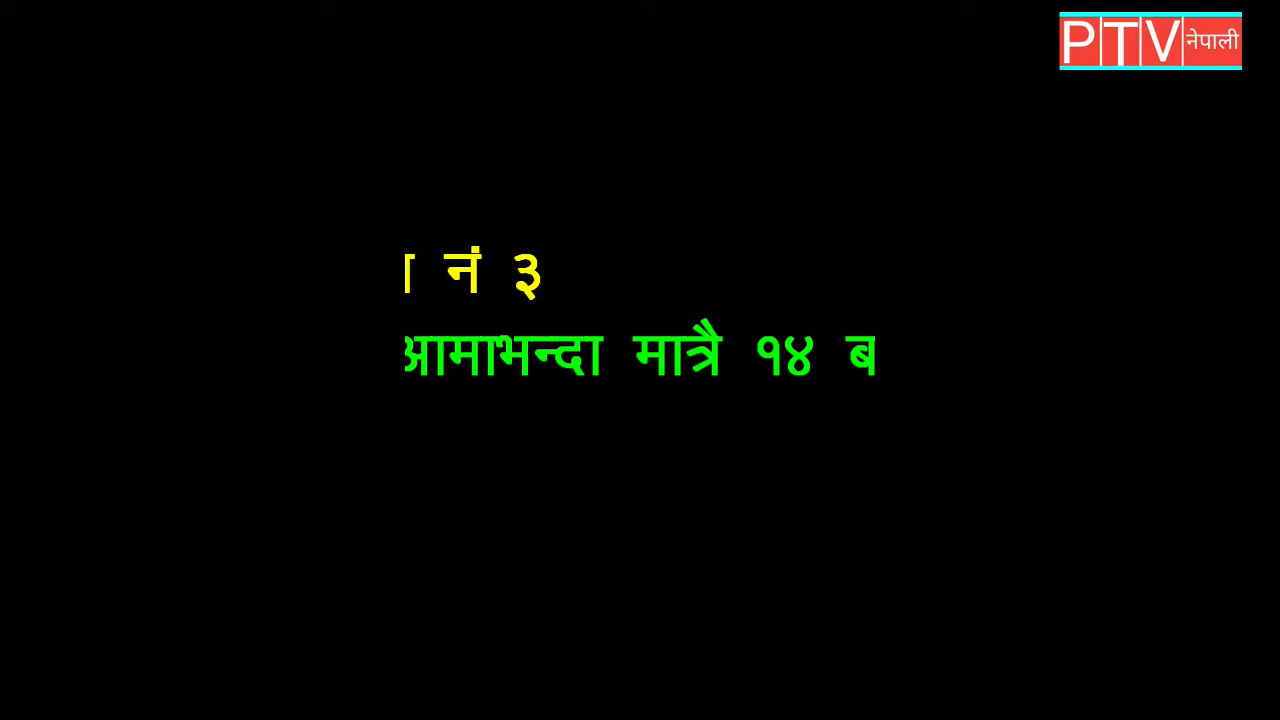 PTV नेपाली
नं ३
आमाभन्दा मात्रै १४ ब